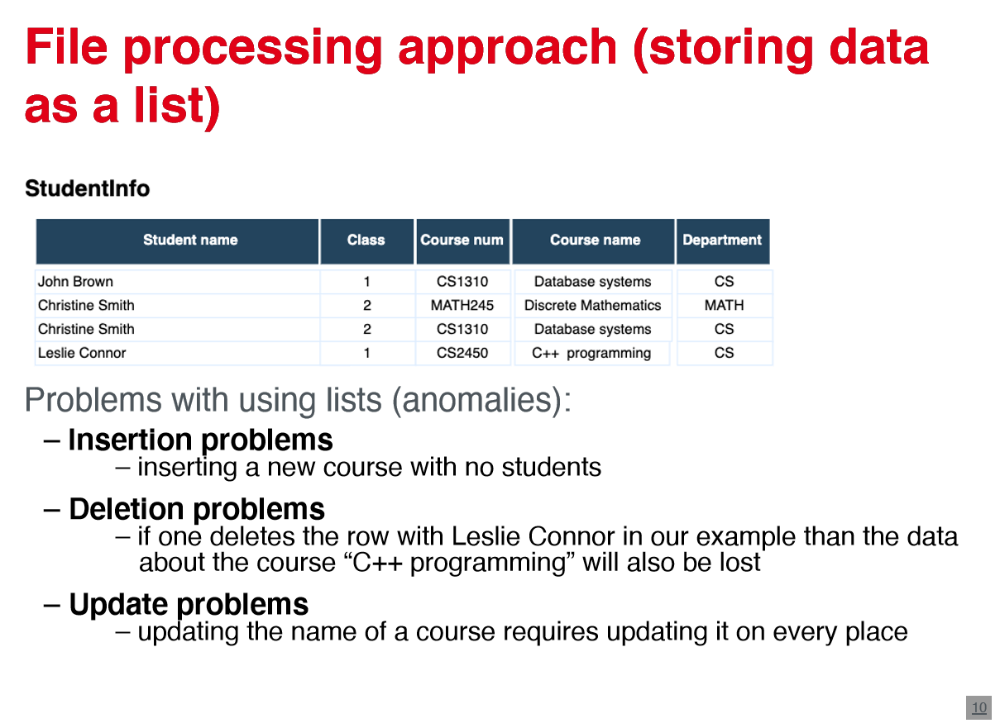 File processing approach (storing data
as a list)
StudentInfo
Student name Class Course num Course name Department
John Brown 1 CS1310 Database systems CS
Christine Smith 2 MATH245 Discrete Mathematics MATH
Christine Smith 2 CS1310 Database systems CS
Leslie Connor 1 CS2450 C++ programming CS
Problems with using lists (anomalies):
– Insertion problems
– inserting a new course with no students
– Deletion problems
– if one deletes the row with Leslie Connor in our example than the data
about the course “C++ programming” will also be lost
– Update problems
– updating the name of a course requires updating it on every place
10